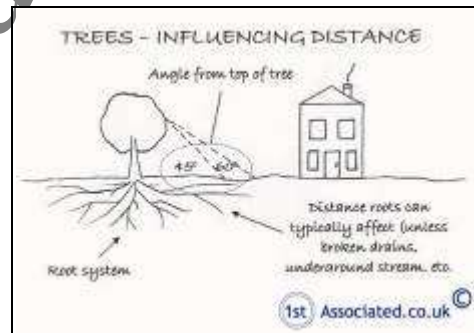 TREES - INFLUENCING DISTANCE
Angle from top of tree
45°
60°
Distance roots can
typically affect (unless
broken drains,
underground stream. etc.
Root system
1st Associated.co.uk ©